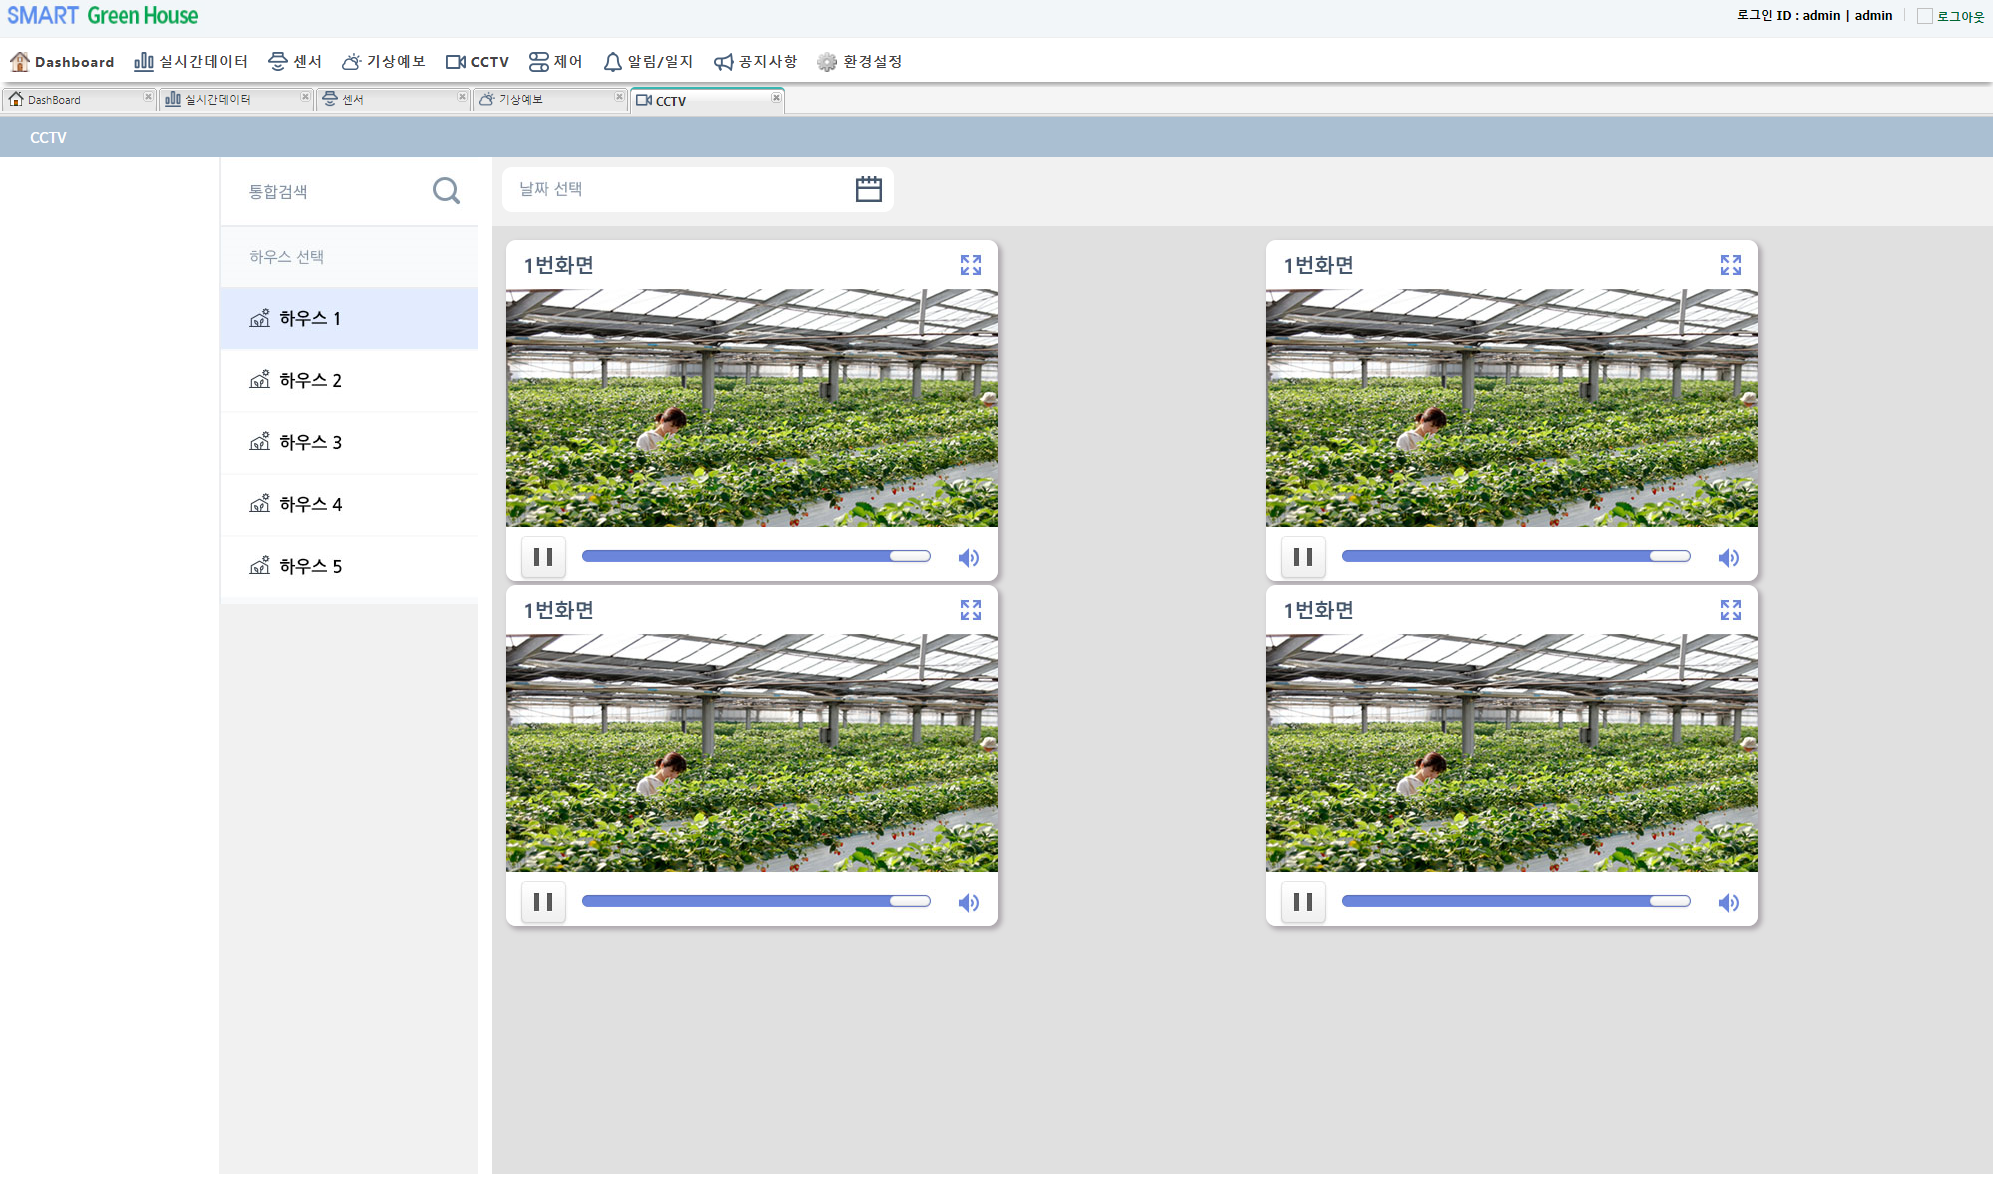 SMART Green House
로그인 ID : admin | admin
로그아웃
Dashboard 실시간데이터 센서 기상예보 CCTV 제어 알림/일지 공지사항 환경설정
DashBoard 실시간데이터 센서 기상예보 CCTV
CCTV
통합검색
날짜 선택
하우스 선택
하우스 1
하우스 2
하우스 3
하우스 4
하우스 5
1번화면
1번화면
1번화면
1번화면